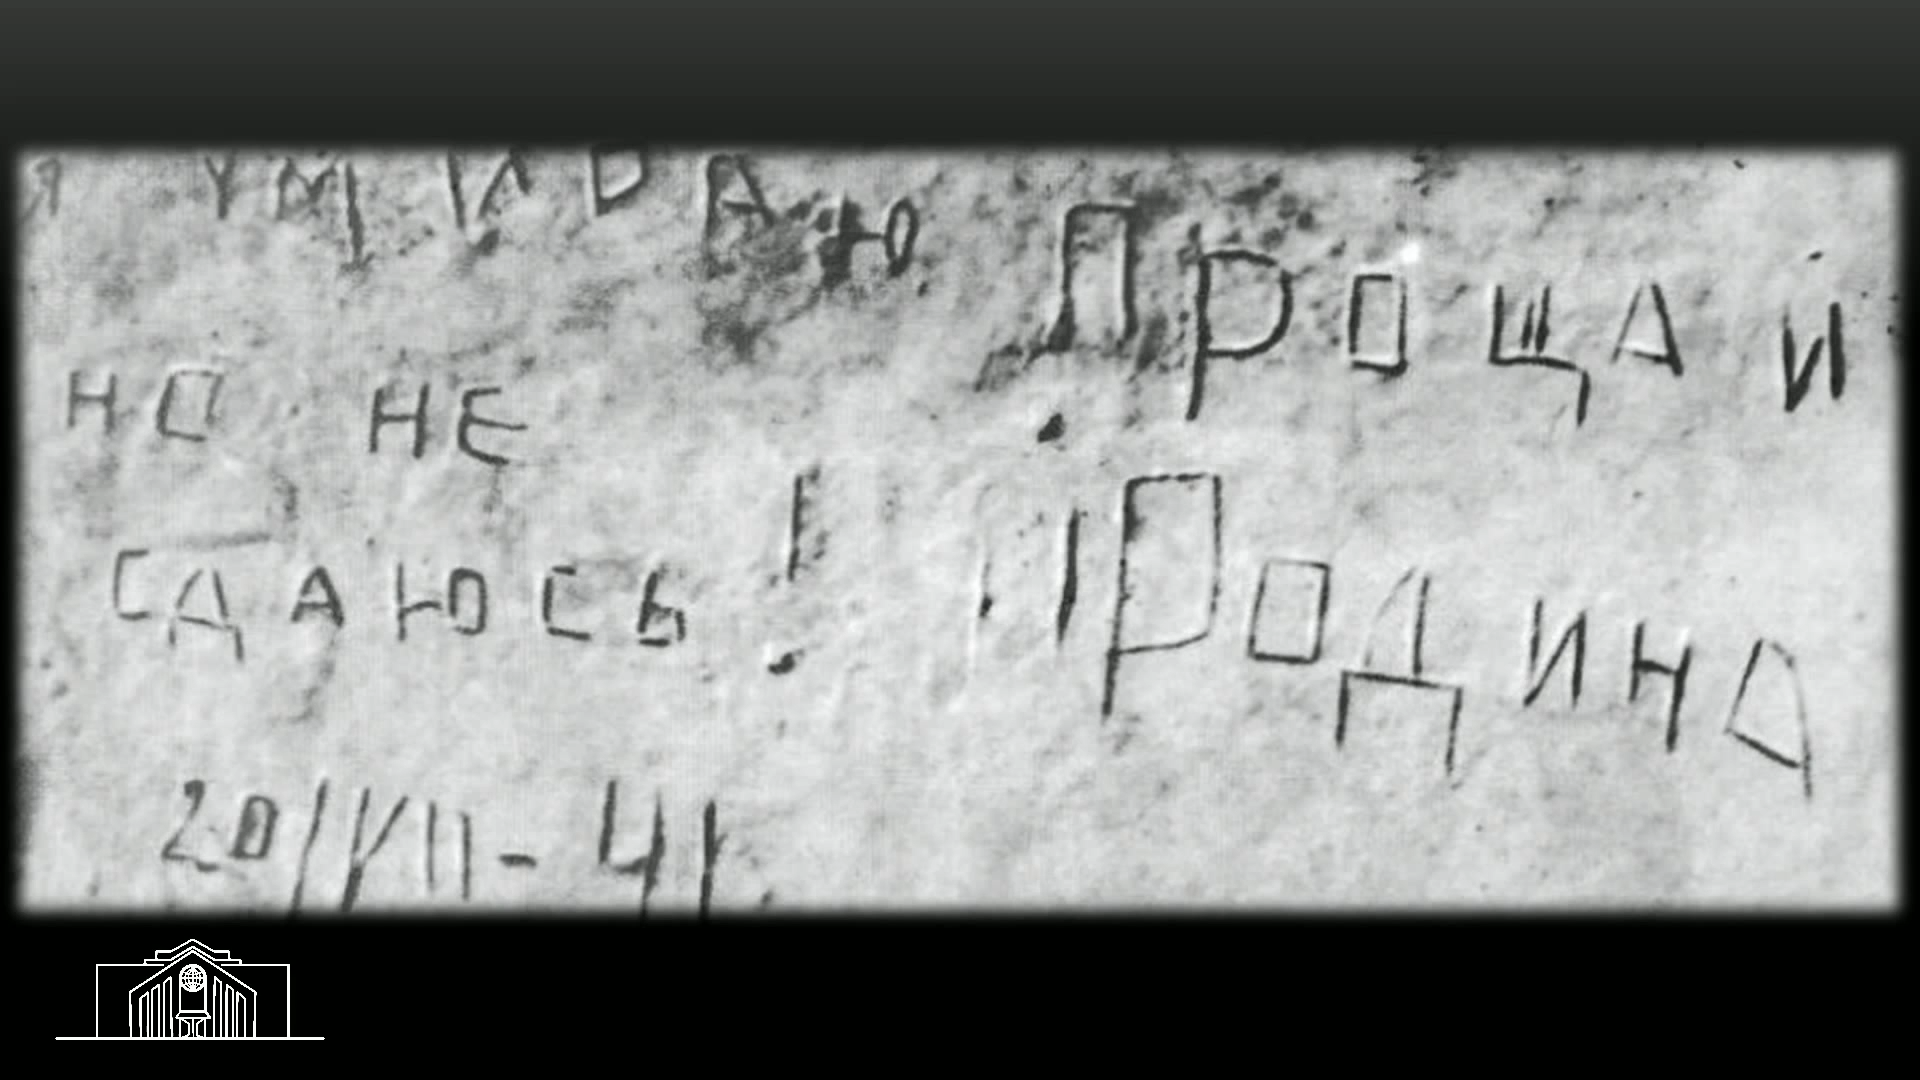 Я УМИРАЮ
НО НЕ
СДАЮСЬ!
ПРОЩАЙ
РОДИНА
20/VII-41.